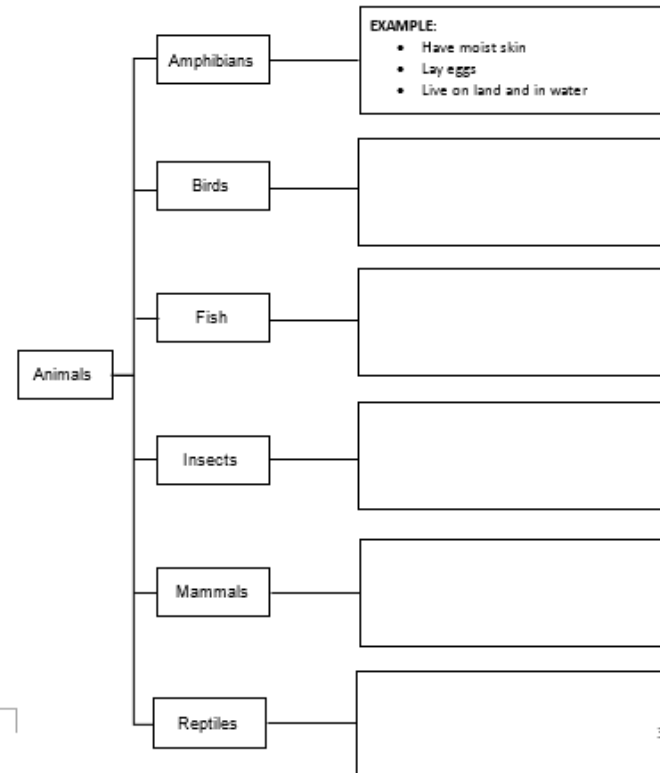 EXAMPLE:
• Have moist skin
• Lay eggs
• Live on land and in water
Amphibians
Birds
Fish
Animals
Insects
Mammals
Reptiles